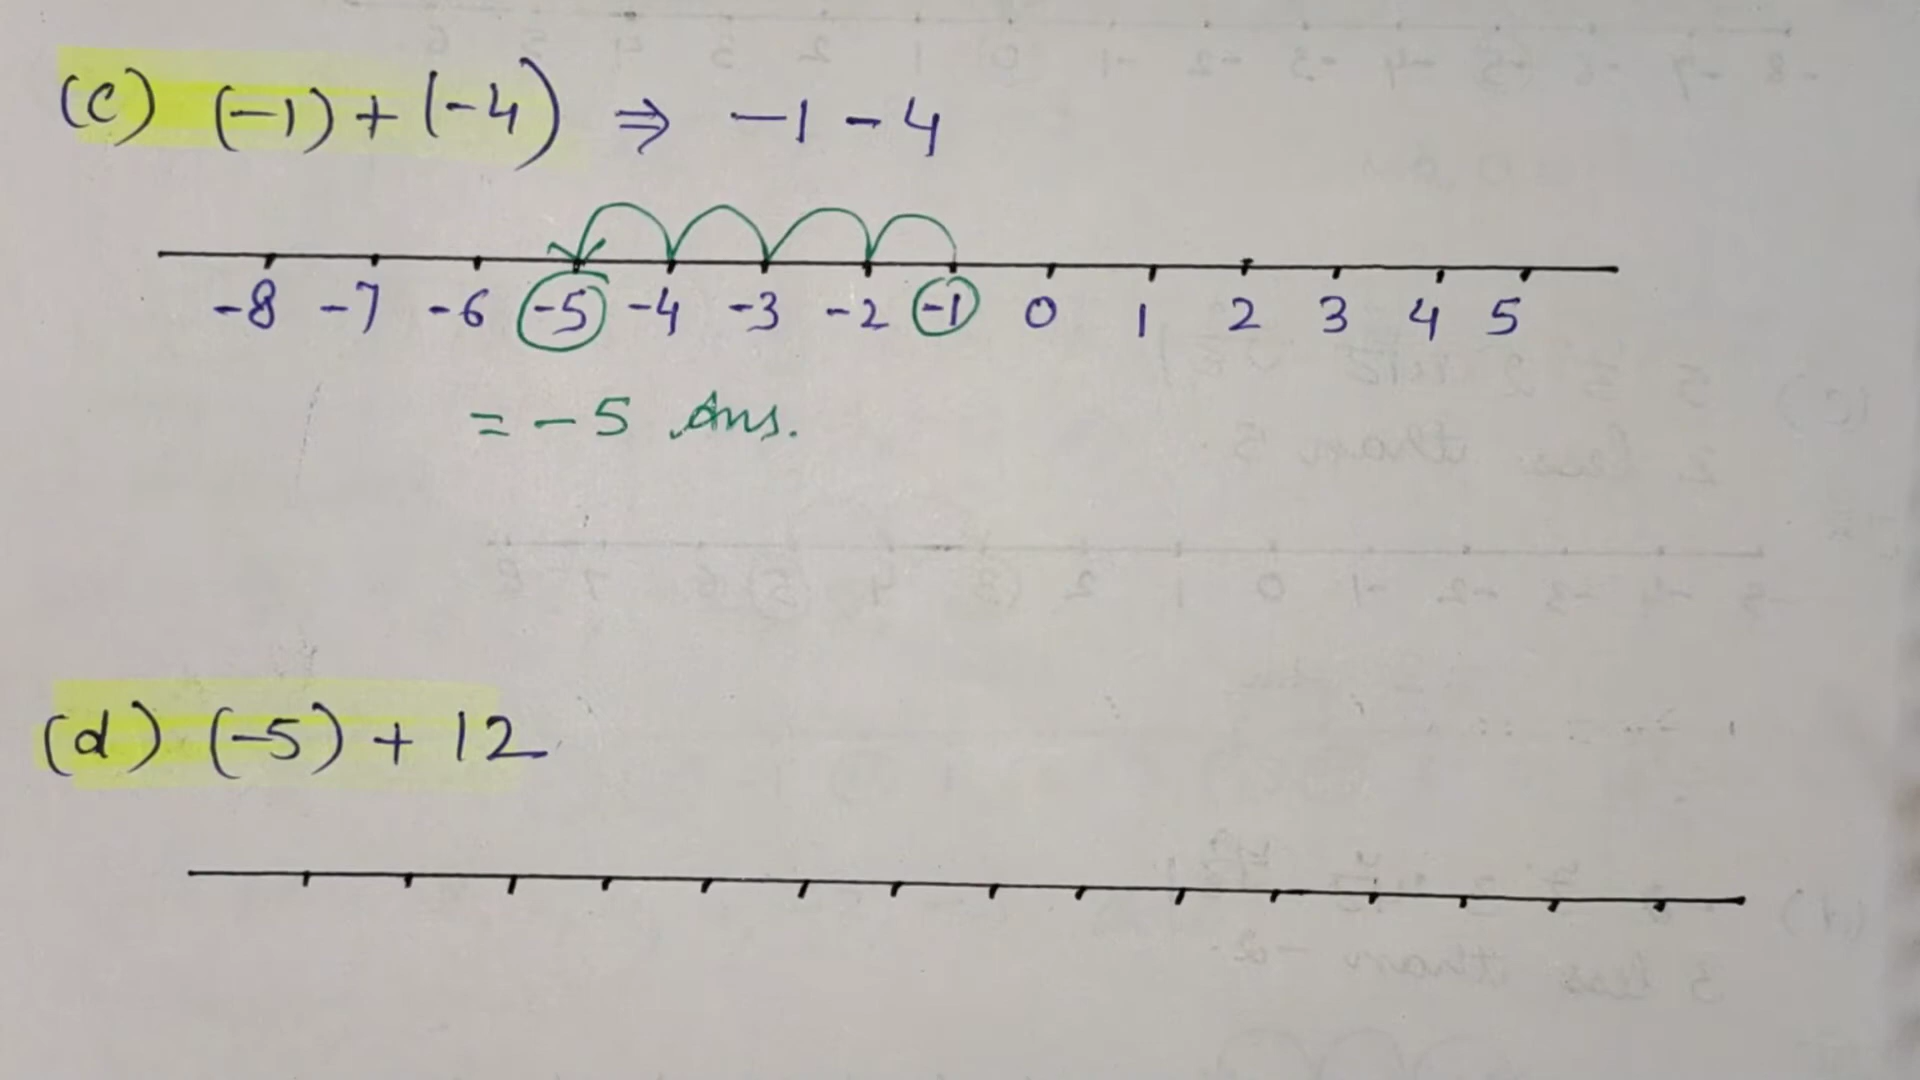 (c) (-1) + (-4) ⇒ -1 - 4
-8 -7 -6 -5 -4 -3 -2 -1 0 1 2 3 4 5
= -5 Ans.
(d) (-5) + 12